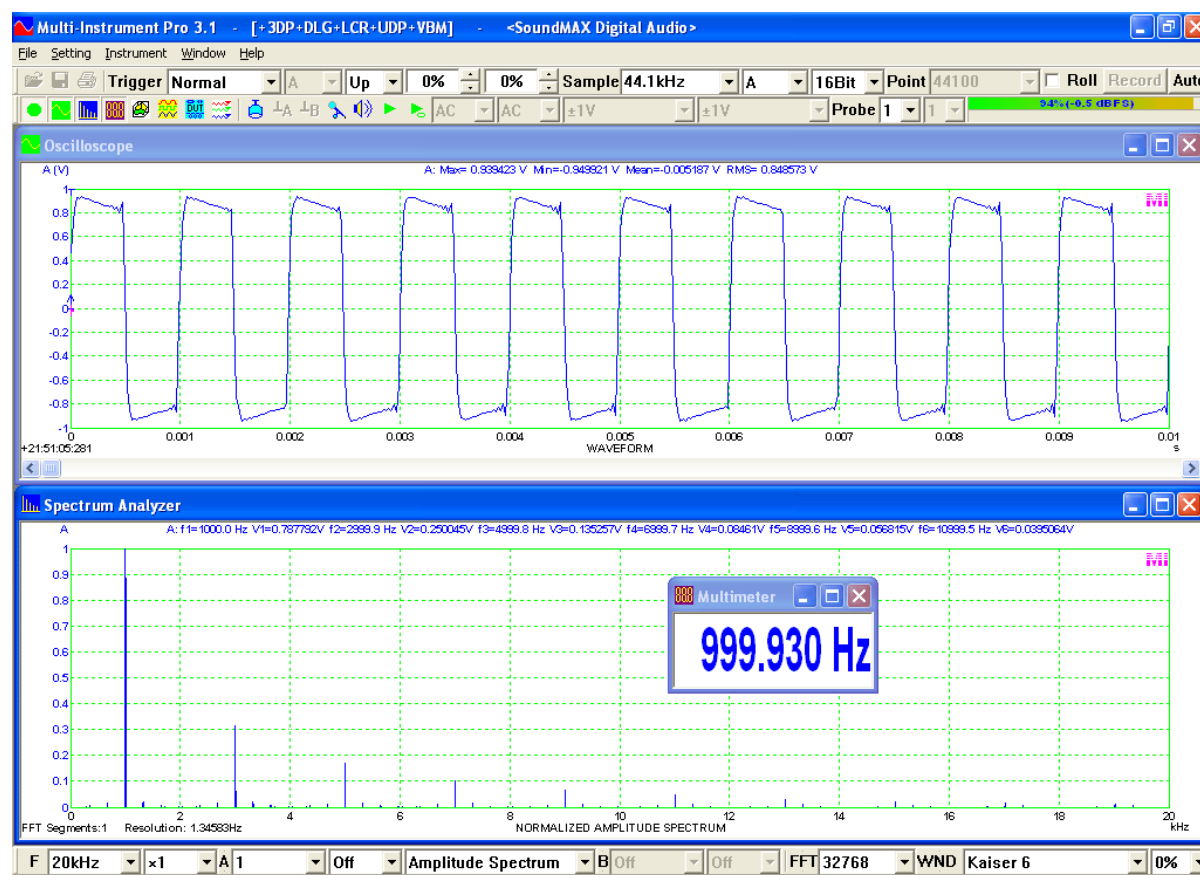 Multi-Instrument Pro 3.1 - [+3DP+DLG+LCR+UDP+VBM] - <SoundMAX Digital Audio>
File Setting Instrument Window Help
Trigger Normal A Up 0% 0% Sample 44.1kHz A 16Bit Point 44100 Roll Record Auto
888 DUT A B AC AC ±1V ±1V Probe 1 1 94%(-0.5 dBFS)
Oscilloscope
A (V) A: Max= 0.939423 V Min=-0.949921 V Mean=-0.005187 V RMS= 0.848573 V
MI
1
0.8
0.6
0.4
0.2
0
-0.2
-0.4
-0.6
-0.8
-1
0 0.001 0.002 0.003 0.004 0.005 0.006 0.007 0.008 0.009 0.01
+21:51:05:281 WAVEFORM s
Spectrum Analyzer
A A: f1=1000.0 Hz V1=0.787792V f2=2999.9 Hz V2=0.250045V f3=4999.8 Hz V3=0.135257V f4=6999.7 Hz V4=0.08461V f5=8999.6 Hz V5=0.056815V f6=10999.5 Hz V6=0.0395064V
MI
1
0.9
0.8
0.7
0.6
0.5
0.4
0.3
0.2
0.1
0
888 Multimeter
999.930 Hz
0 2 4 6 8 10 12 14 16 18 20
FFT Segments:1 Resolution: 1.34583Hz NORMALIZED AMPLITUDE SPECTRUM kHz
F 20kHz ×1 A 1 Off Amplitude Spectrum B Off Off FFT 32768 WND Kaiser 6 0%